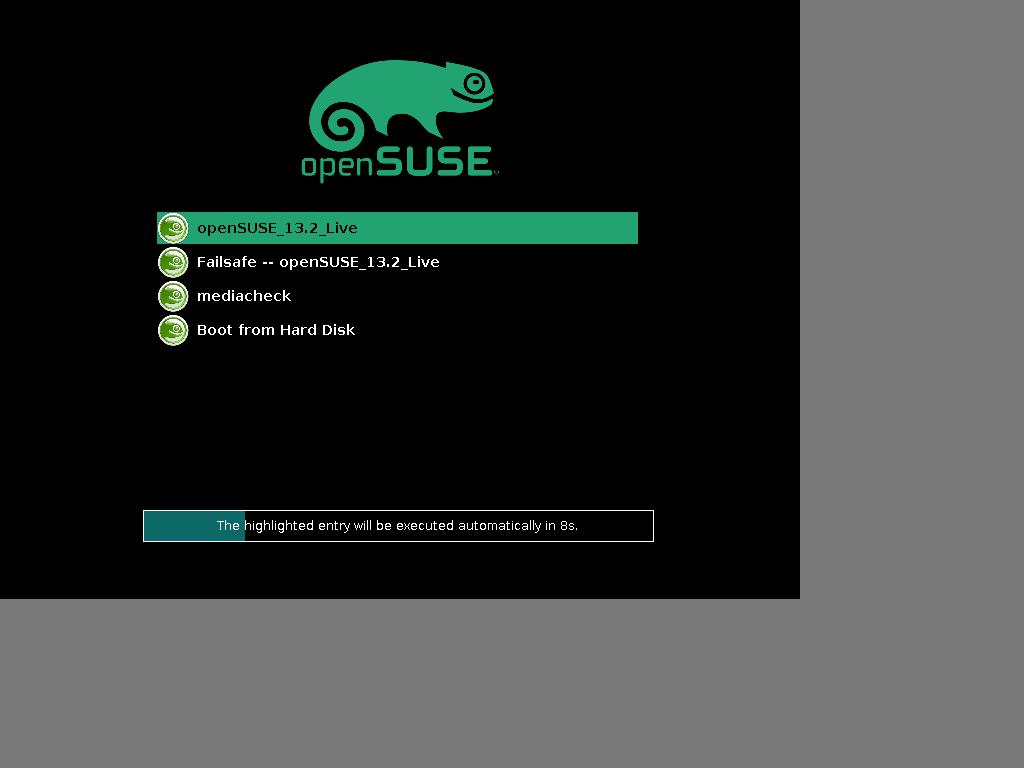 openSUSE
openSUSE_13.2_Live
Failsafe -- openSUSE_13.2_Live
mediacheck
Boot from Hard Disk
The highlighted entry will be executed automatically in 8s.